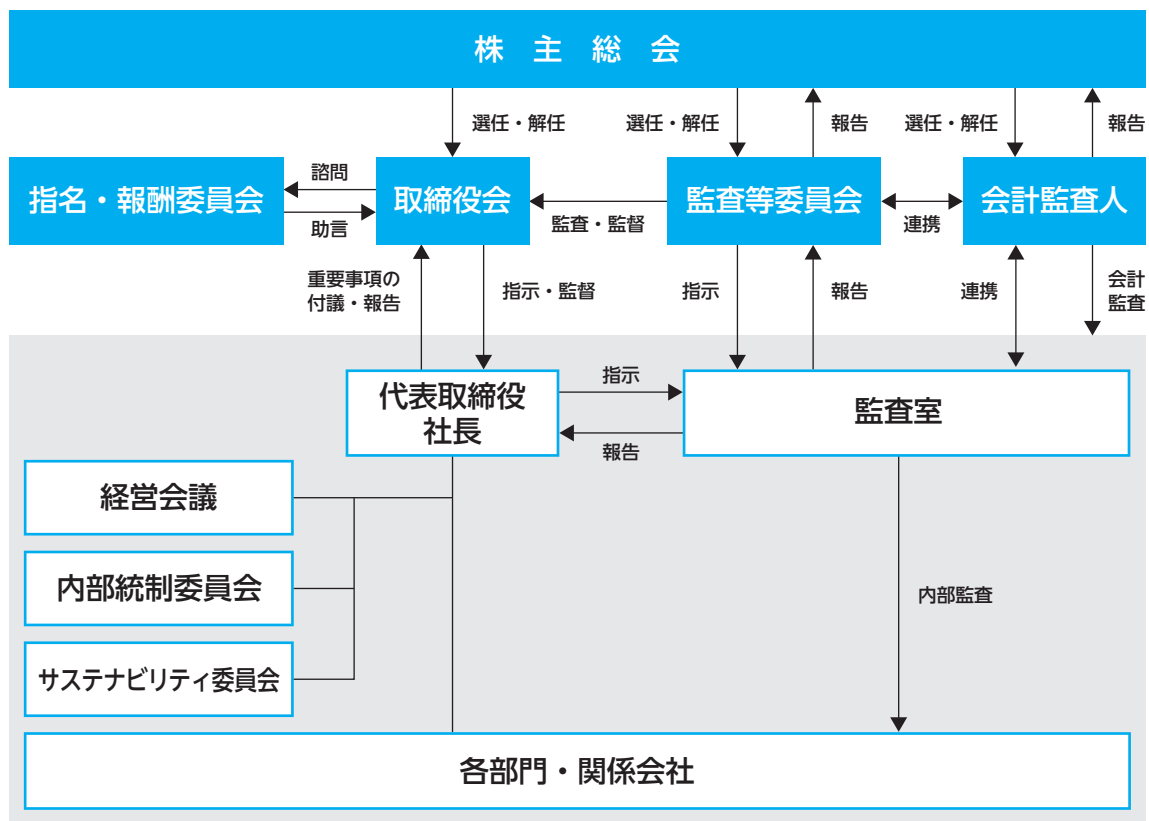 株主総会
選任・解任
選任・解任
報告
選任・解任
報告
指名・報酬委員会
諮問
助言
取締役会
監査・監督
監査等委員会
連携
会計監査人
重要事項の
付議・報告
指示・監督
指示
報告
連携
会計
監査
代表取締役
社長
指示
報告
監査室
経営会議
内部統制委員会
サステナビリティ委員会
内部監査
各部門・関係会社